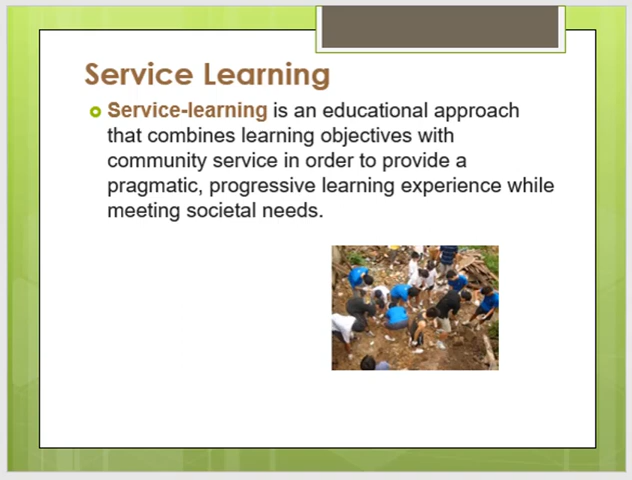 Service Learning
Service-learning is an educational approach
that combines learning objectives with
community service in order to provide a
pragmatic, progressive learning experience while
meeting societal needs.